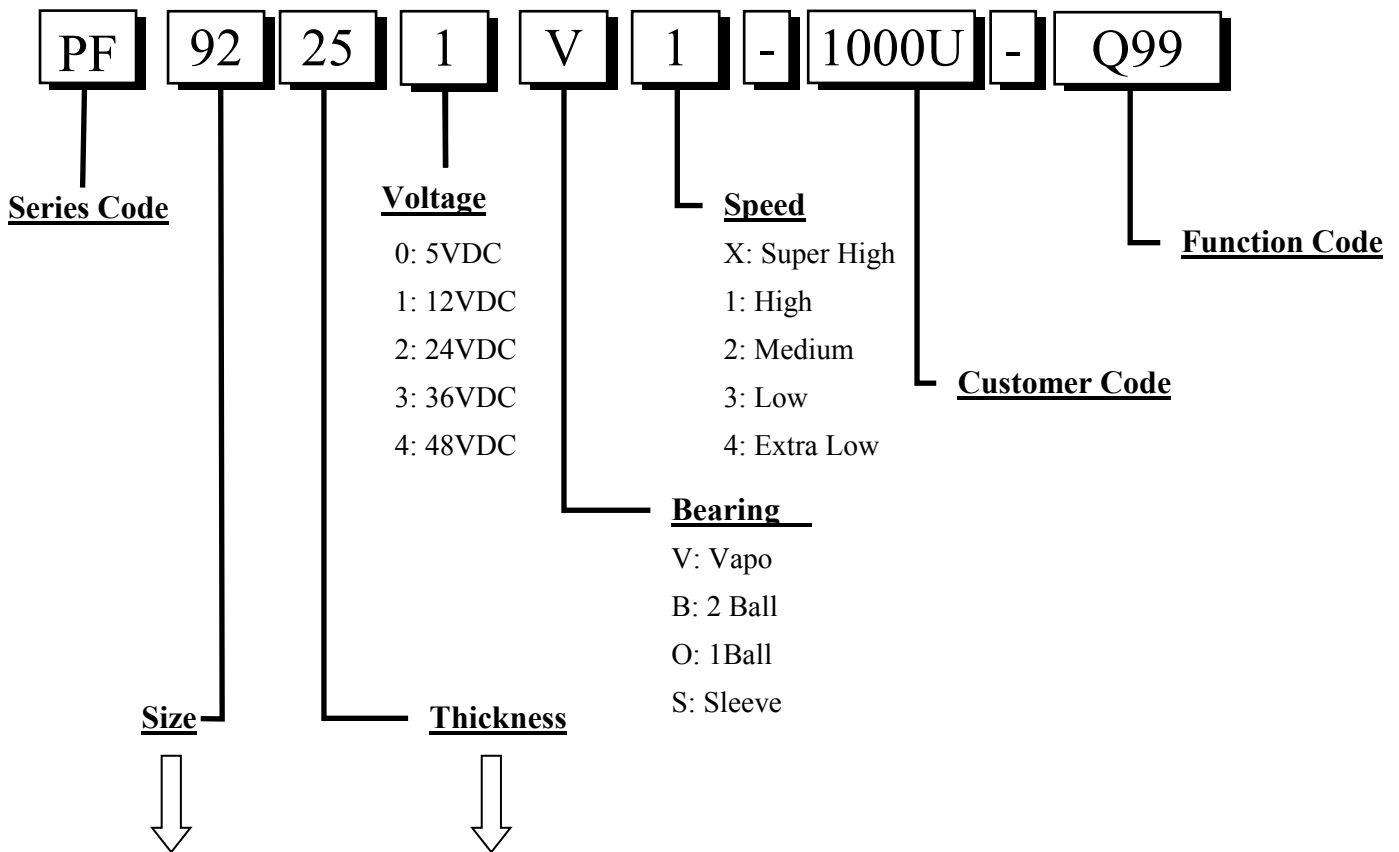 PF 92 25 1 V 1 - 1000U - Q99
Series Code
Voltage
0: 5VDC
1: 12VDC
2: 24VDC
3: 36VDC
4: 48VDC
Speed
X: Super High
1: High
2: Medium
3: Low
4: Extra Low
Function Code
Customer Code
Bearing
V: Vapo
B: 2 Ball
O: 1Ball
S: Sleeve
Size
Thickness